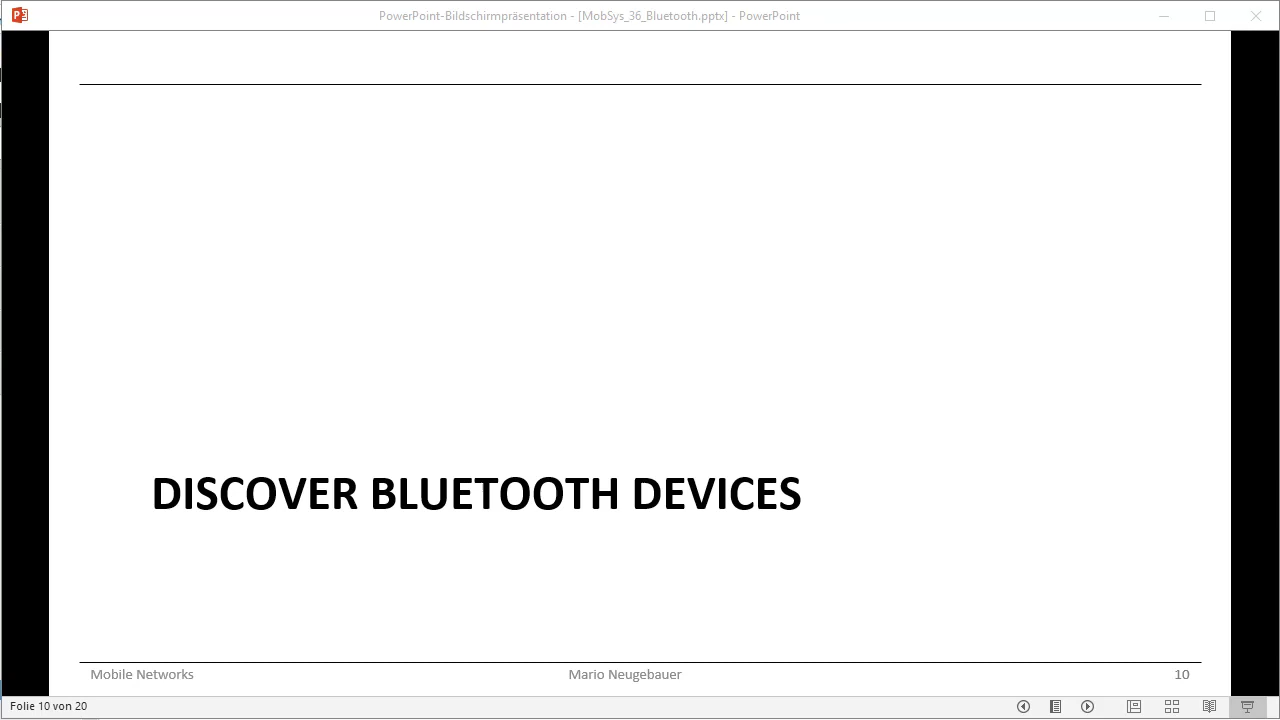 PowerPoint-Bildschirmpräsentation - [MobSys_36_Bluetooth.pptx] - PowerPoint
DISCOVER BLUETOOTH DEVICES
Mobile Networks
Mario Neugebauer
10
Folie 10 von 20